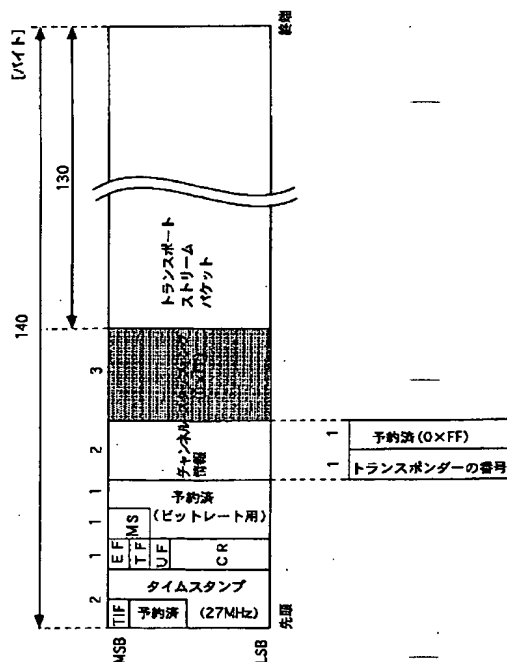 [バイト]
140
130
2
1
1
1
2
3
MSB
TIF
予約済
(27MHz)
タイムスタンプ
EF
TF
UF
CR
MS
予約済
(ビットレート用)
チャンネル
情報
トランスポート
ストリーム
パケット
LSB
先頭
終端
1
1
トランスポンダーの番号
予約済(0×FF)